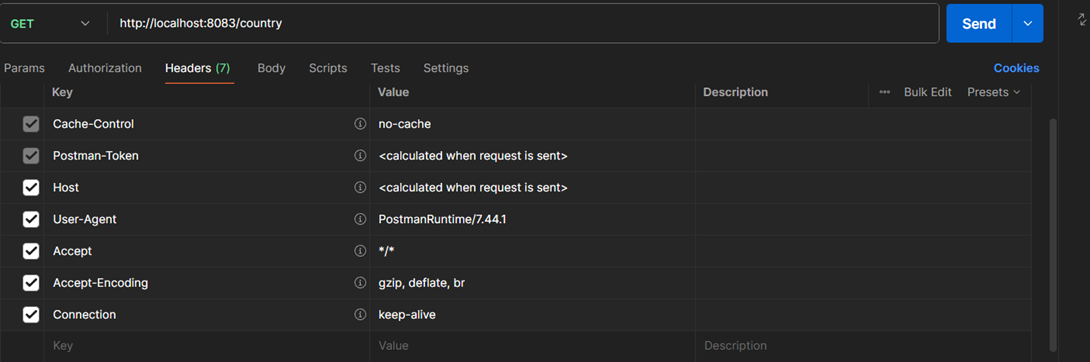 GET http://localhost:8083/country Send
Params Authorization Headers (7) Body Scripts Tests Settings Cookies
Key Value Description ••• Bulk Edit Presets
Cache-Control no-cache
Postman-Token <calculated when request is sent>
Host <calculated when request is sent>
User-Agent PostmanRuntime/7.44.1
Accept */*
Accept-Encoding gzip, deflate, br
Connection keep-alive
Key Value Description